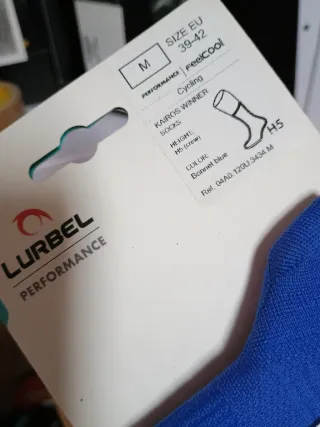 M
SIZE EU
39-42
PERFORMANCE | FeelCool
Cycling
KAIROS WINNER
SOCKS
HEIGHT:
H5 (crew)
H5
COLOR:
Bonnet blue
Ref. 04A0.120U.3434.M
LURBEL
PERFORMANCE